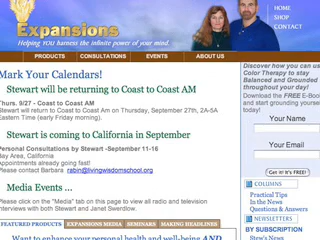 Expansions
Helping YOU harness the infinite power of your mind.
HOME
SHOP
CONTACT
PRODUCTS
CONSULTATIONS
EVENTS
ABOUT US
Mark Your Calendars!
Stewart will be returning to Coast to Coast AM
Thurs. 9/27 - Coast to Coast AM
Stewart will return to Coast to Coast Am on Thursday, September 27th, 2A-5A
Eastern Time (early Friday morning).
Stewart is coming to California in September
Personal Consultations by Stewart -September 11-16
Bay Area, California
Appointments already going fast!
Please contact Barbara rabin@livingwisdomschool.org
Media Events ...
Please click on the "Media" tab on this page to view all radio and television
interviews with both Stewart and Janet Swerdlow.
FEATURED PRODUCTS
EXPANSIONS MEDIA
SEMINARS
MAKING HEADLINES
Want to enhance your personal health and well-being AND
Discover how you can us
Color Therapy to stay
Balanced and Grounded
throughout your day!
Download the FREE E-Boo
and start grounding yourse
today!
Your Name
Your Email
Get it Now It's FREE!
COLUMNS
Practical Tips
In the News
Questions & Answers
NEWSLETTERS
BY SUBSCRIPTION
Stew's News